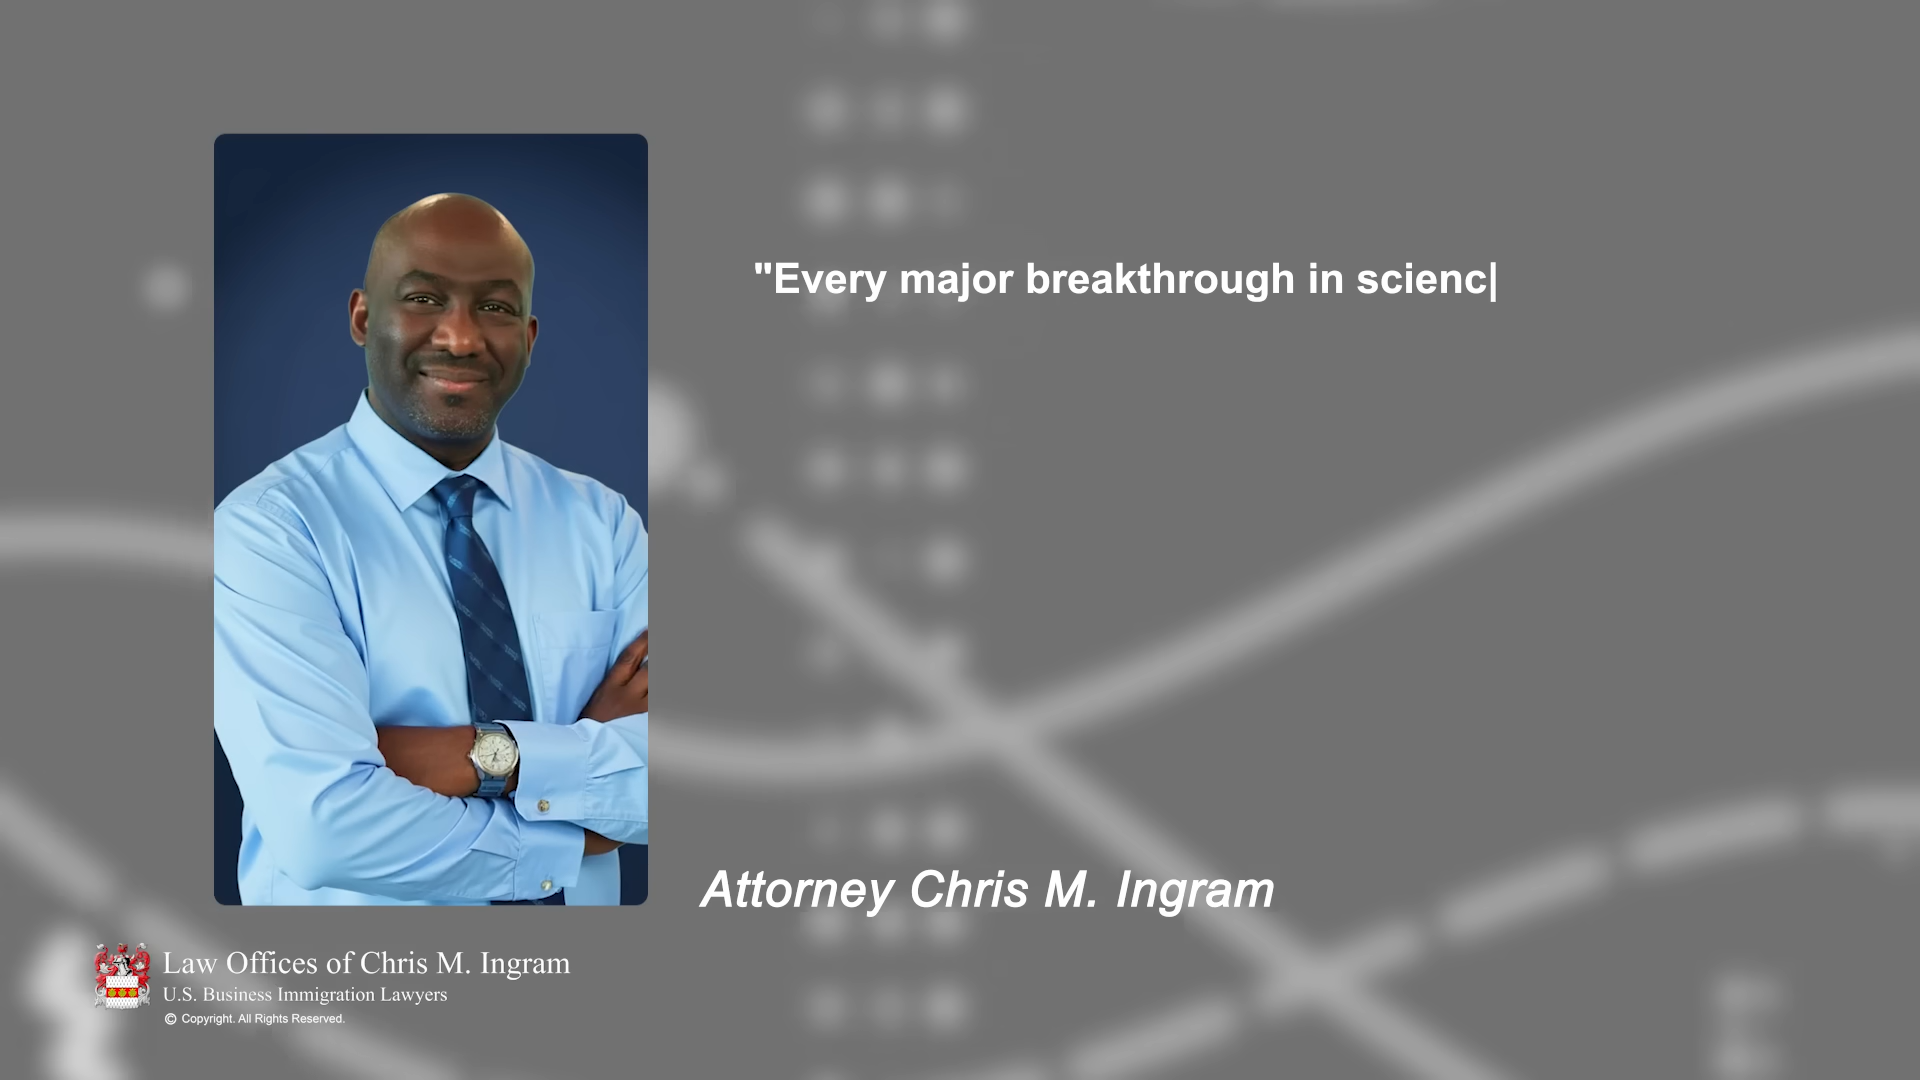 "Every major breakthrough in scienc|
Attorney Chris M. Ingram
Law Offices of Chris M. Ingram
U.S. Business Immigration Lawyers
© Copyright. All Rights Reserved.